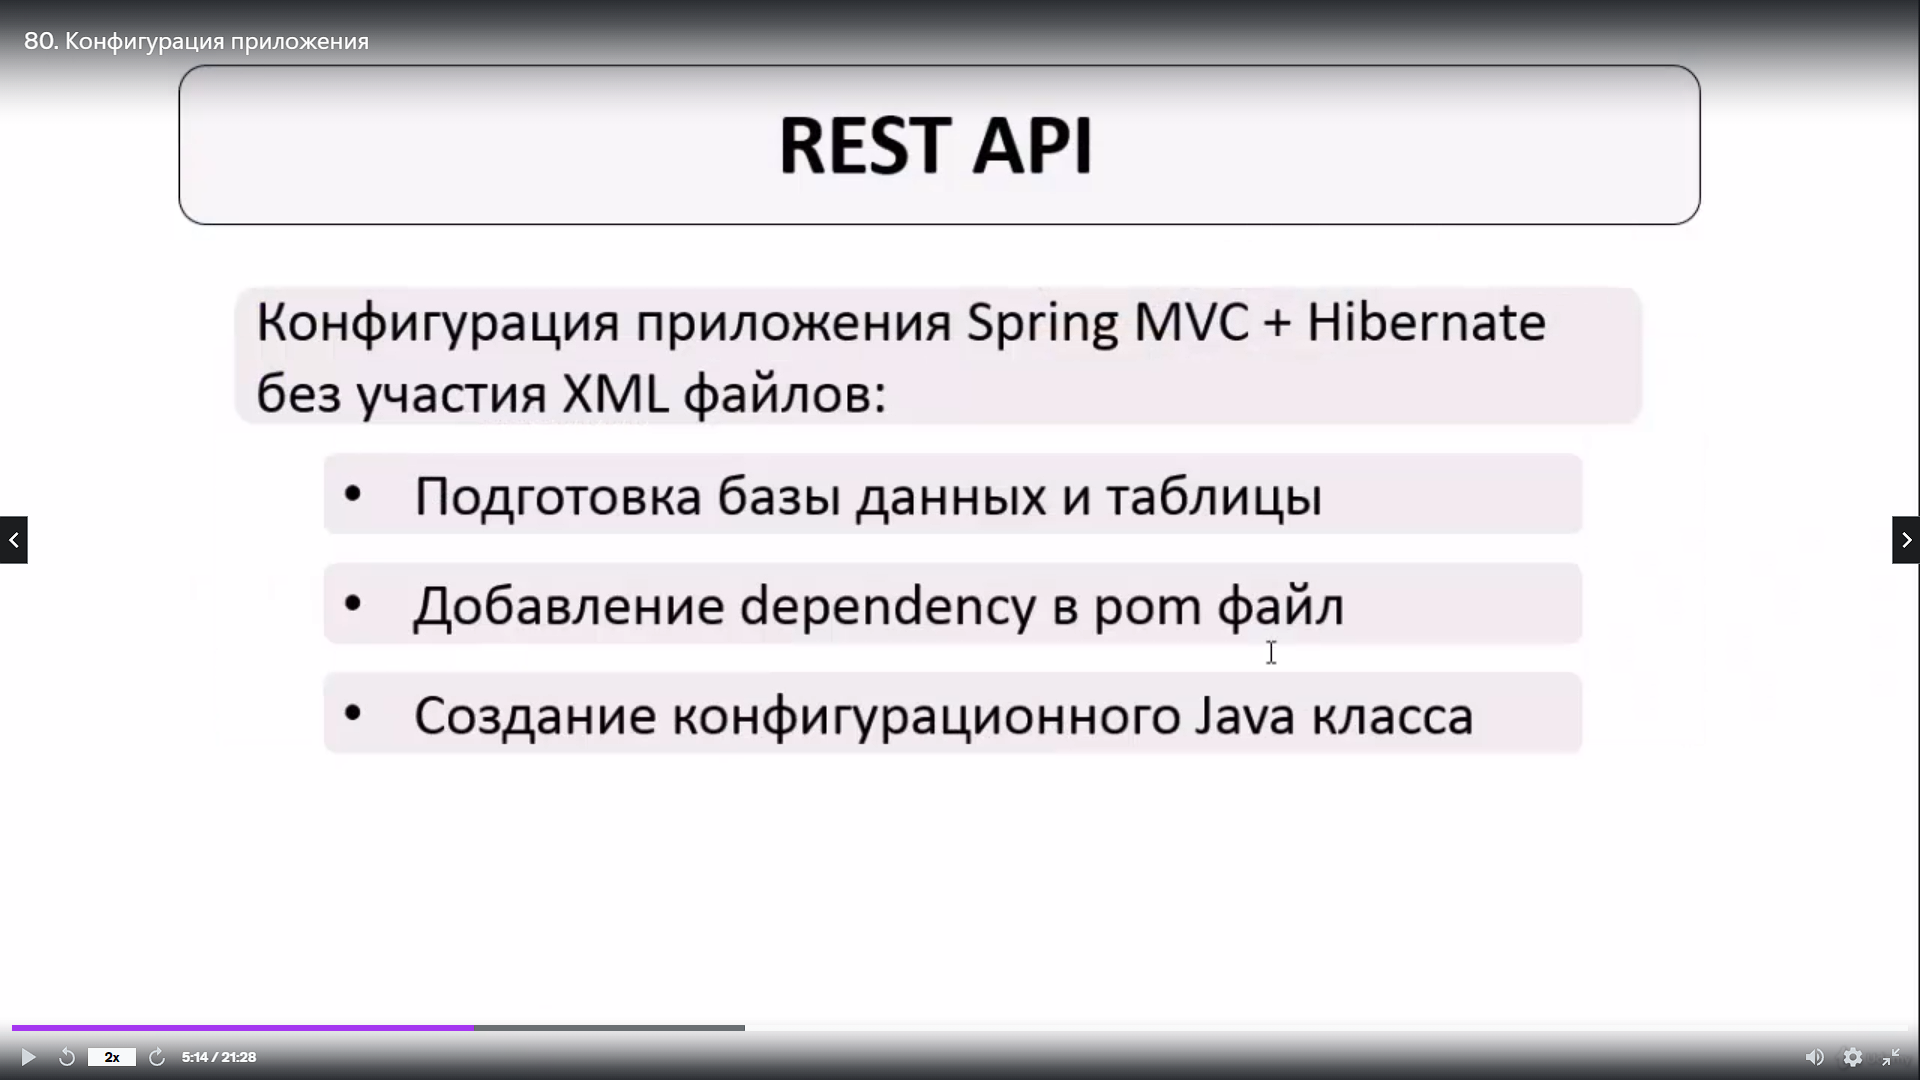 80. Конфигурация приложения
REST API
Конфигурация приложения Spring MVC + Hibernate
без участия XML файлов:
• Подготовка базы данных и таблицы
• Добавление dependency в pom файл
• Создание конфигурационного Java класса
2x
5:14 / 21:28